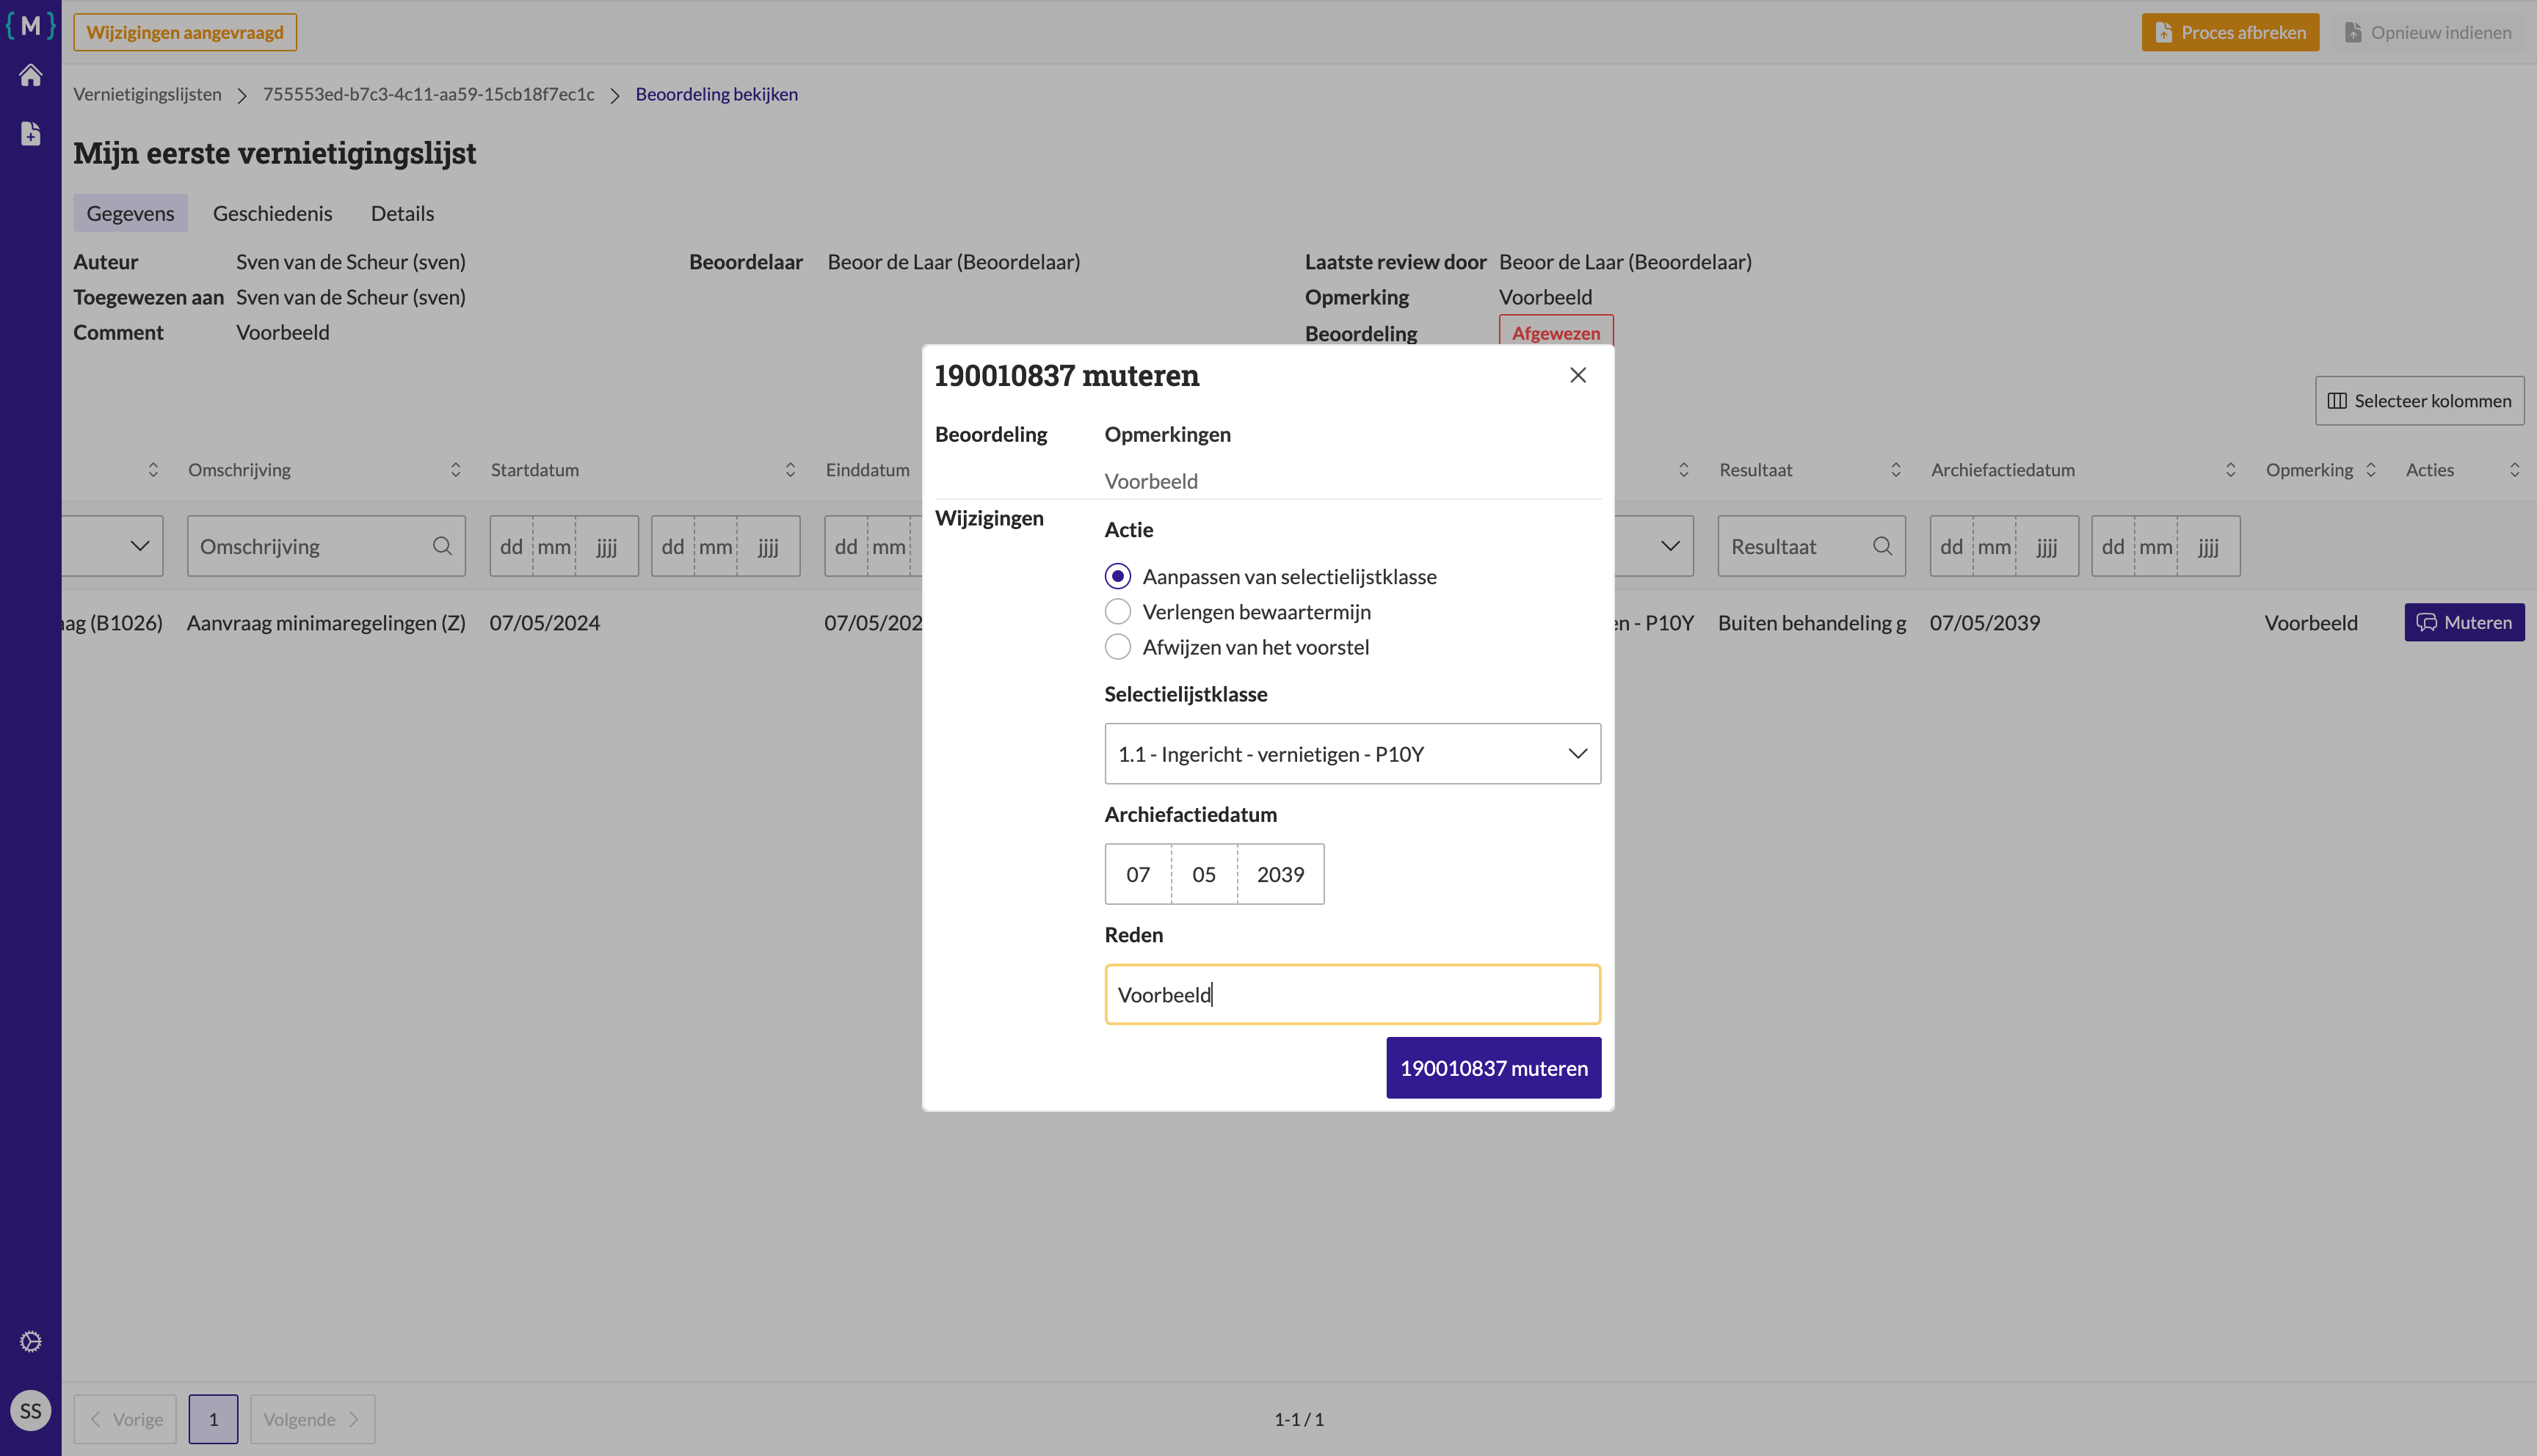 {M}
Wijzigingen aangevraagd
Proces afbreken
Opnieuw indienen
Vernietigingslijsten
755553ed-b7c3-4c11-aa59-15cb18f7ec1c
Beoordeling bekijken
Mijn eerste vernietigingslijst
Gegevens Geschiedenis Details
Auteur Sven van de Scheur (sven) Beoordelaar Beoor de Laar (Beoordelaar) Laatste review door Beoor de Laar (Beoordelaar)
Toegewezen aan Sven van de Scheur (sven) Opmerking Voorbeeld
Comment Voorbeeld Beoordeling Afgewezen
Selecteer kolommen
Omschrijving Startdatum Einddatum Resultaat Archiefactiedatum Opmerking Acties
Omschrijving dd mm jjjj dd mm jjjj dd mm Resultaat dd mm jjjj dd mm jjjj
(B1026) Aanvraag minimaregelingen (Z) 07/05/2024 07/05/202 - P10Y Buiten behandeling g 07/05/2039 Voorbeeld Muteren
190010837 muteren
Beoordeling
Opmerkingen
Voorbeeld
Wijzigingen
Actie
Aanpassen van selectielijstklasse
Verlengen bewaartermijn
Afwijzen van het voorstel
Selectielijstklasse
1.1 - Ingericht - vernietigen - P10Y
Archiefactiedatum
07 05 2039
Reden
Voorbeeld
190010837 muteren
SS
Vorige 1 Volgende
1-1 / 1